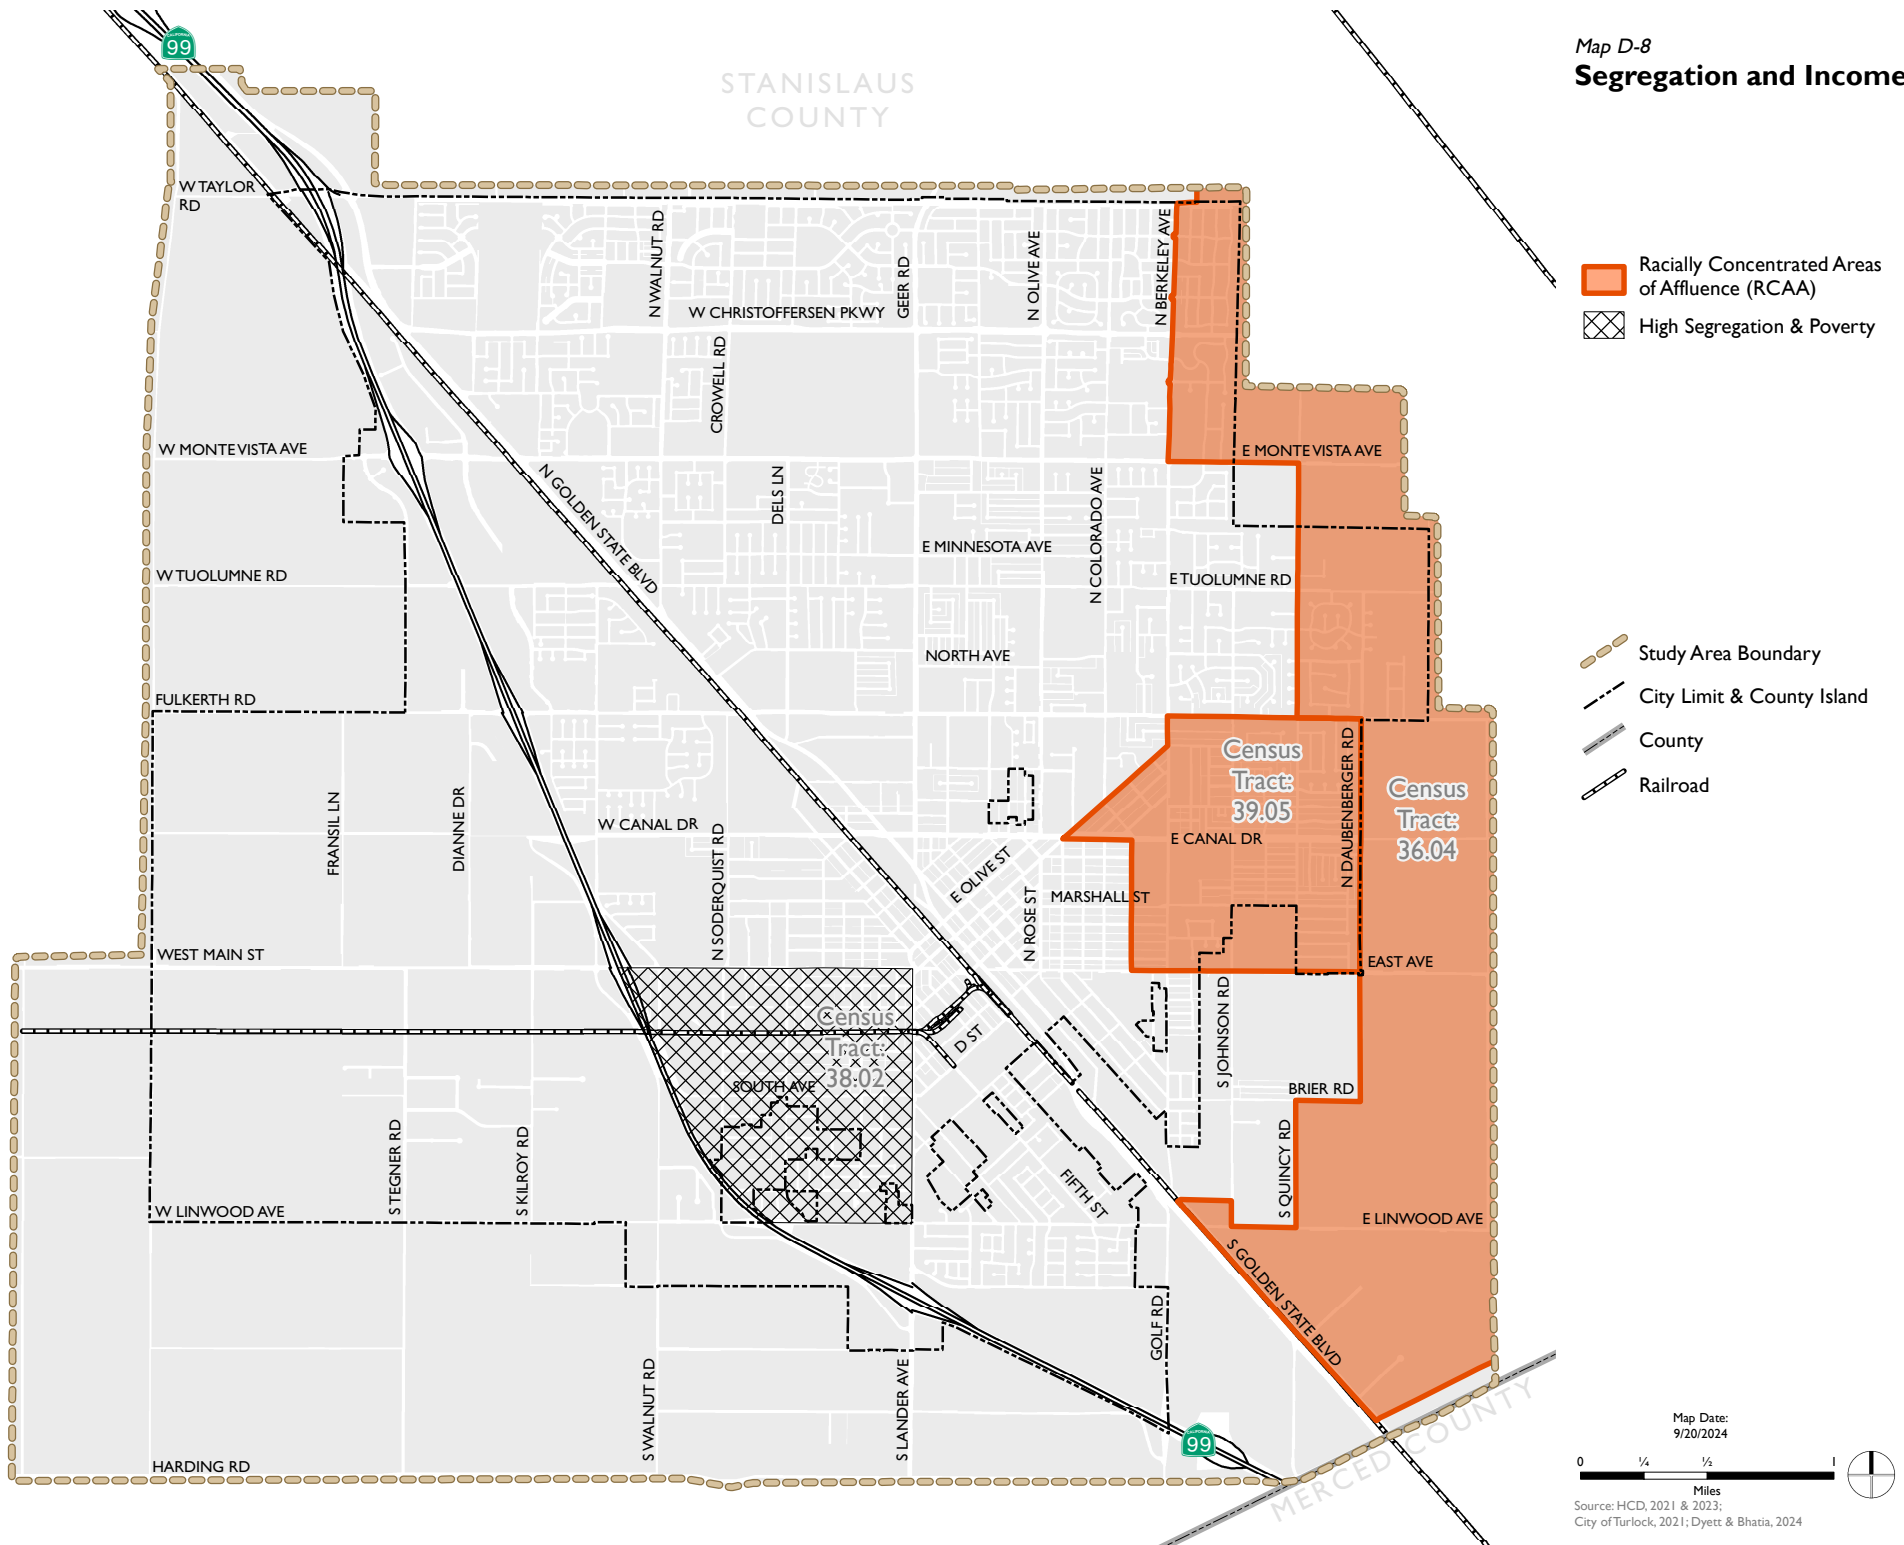 Map D-8
Segregation and Income
CALIFORNIA
99
STANISLAUS
COUNTY
W TAYLOR
RD
N WALNUT RD
GEER RD
N OLIVE AVE
N BERKELEY AVE
W CHRISTOFFERSEN PKWY
CROWELL RD
Racially Concentrated Areas
of Affluence (RCAA)
High Segregation & Poverty
W MONTE VISTA AVE
E MONTE VISTA AVE
N GOLDEN STATE BLVD
DELS LN
N COLORADO AVE
E MINNESOTA AVE
W TUOLUMNE RD
E TUOLUMNE RD
NORTH AVE
Study Area Boundary
City Limit & County Island
County
Railroad
FULKERTH RD
Census
Tract:
39.05
N DAUBENBERGER RD
Census
Tract:
36.04
FRANSIL LN
DIANNE DR
W CANAL DR
N SODERQUIST RD
E CANAL DR
E OLIVE ST
N ROSE ST
MARSHALL ST
WEST MAIN ST
EAST AVE
Census
Tract:
38.02
D ST
S JOHNSON RD
SOUTH AVE
BRIER RD
S TEGNER RD
S KILROY RD
FIFTH ST
S QUINCY RD
W LINWOOD AVE
E LINWOOD AVE
S GOLDEN STATE BLVD
GOLF RD
S WALNUT RD
S LANDER AVE
CALIFORNIA
99
HARDING RD
MERCED COUNTY
Map Date:
9/20/2024
0 ¼ ½ 1
Miles
Source: HCD, 2021 & 2023;
City of Turlock, 2021; Dyett & Bhatia, 2024